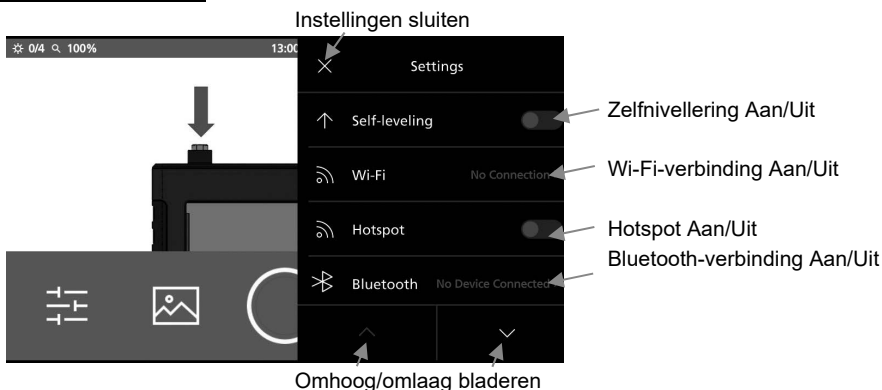 Instellingen sluiten
0/4 100% 13:00
Settings
Self-leveling
Zelfnivellering Aan/Uit
Wi-Fi No Connection
Wi-Fi-verbinding Aan/Uit
Hotspot
Hotspot Aan/Uit
Bluetooth No Device Connected
Bluetooth-verbinding Aan/Uit
Omhoog/omlaag bladeren